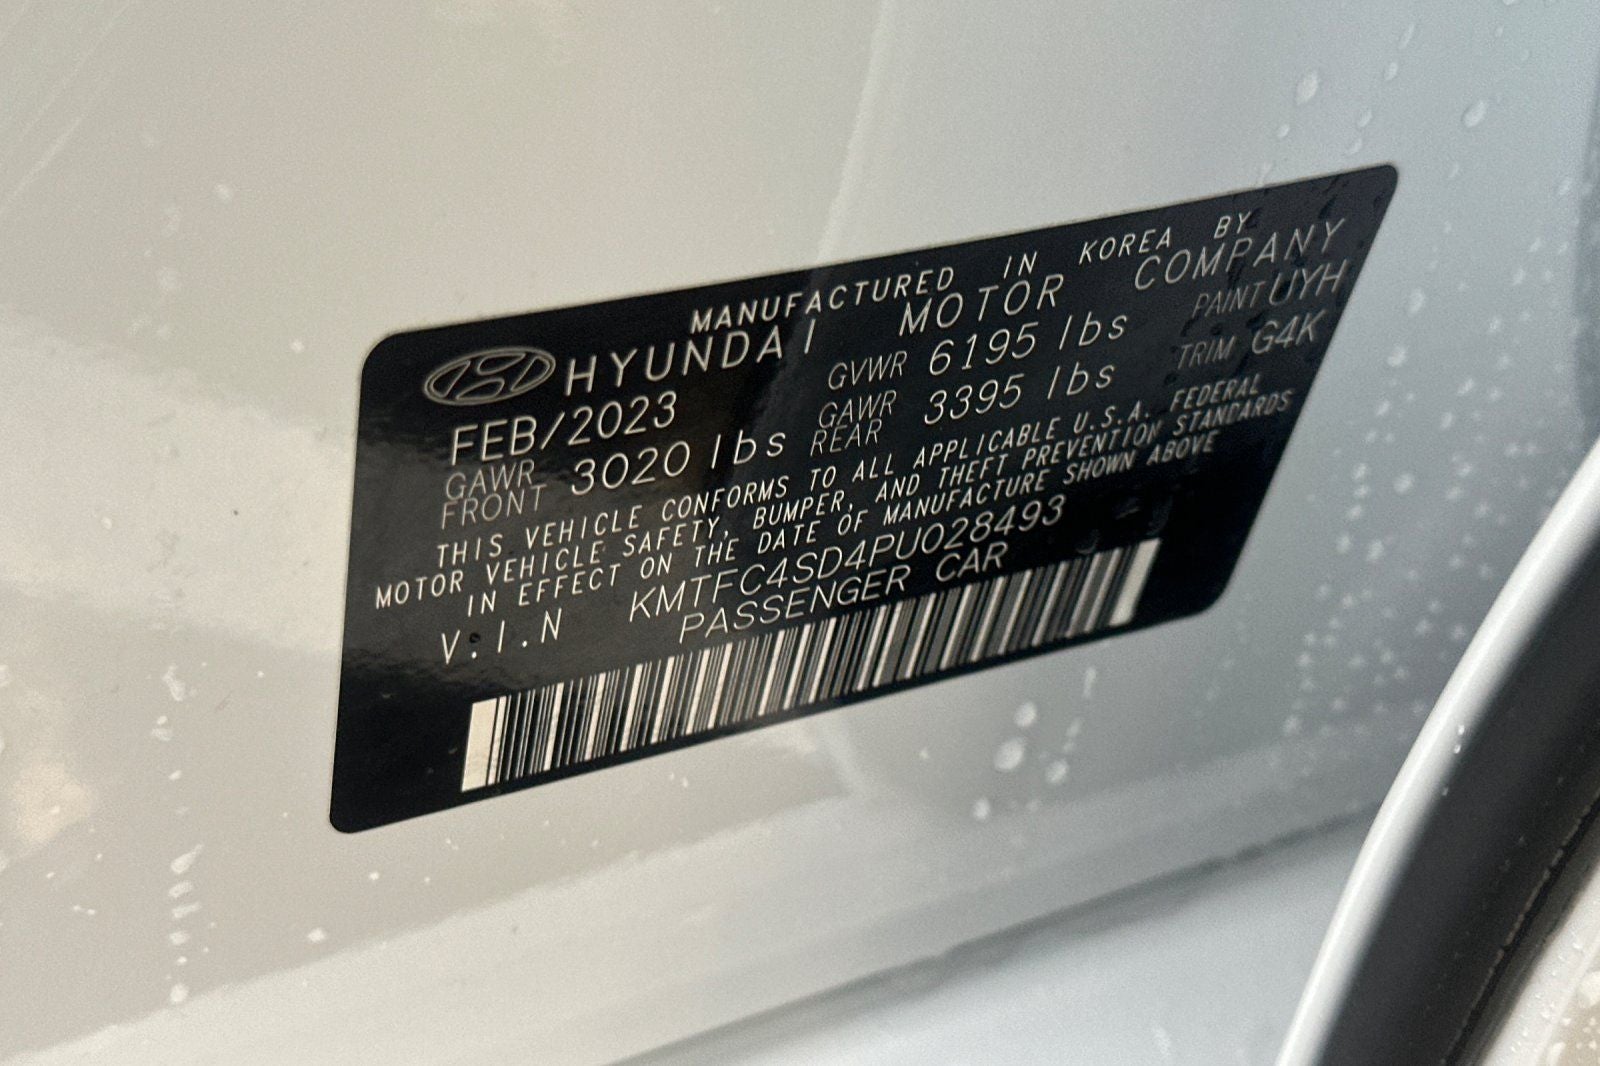 MANUFACTURED IN KOREA BY
HYUNDAI MOTOR COMPANY
FEB/2023 GVWR 6195 lbs PAINT UYH
GAWR FRONT 3020 lbs GAWR REAR 3395 lbs TRIM G4K
THIS VEHICLE CONFORMS TO ALL APPLICABLE U.S.A. FEDERAL
MOTOR VEHICLE SAFETY, BUMPER, AND THEFT PREVENTION STANDARDS
IN EFFECT ON THE DATE OF MANUFACTURE SHOWN ABOVE
V.I.N KMTFC4SD4PU028493
PASSENGER CAR